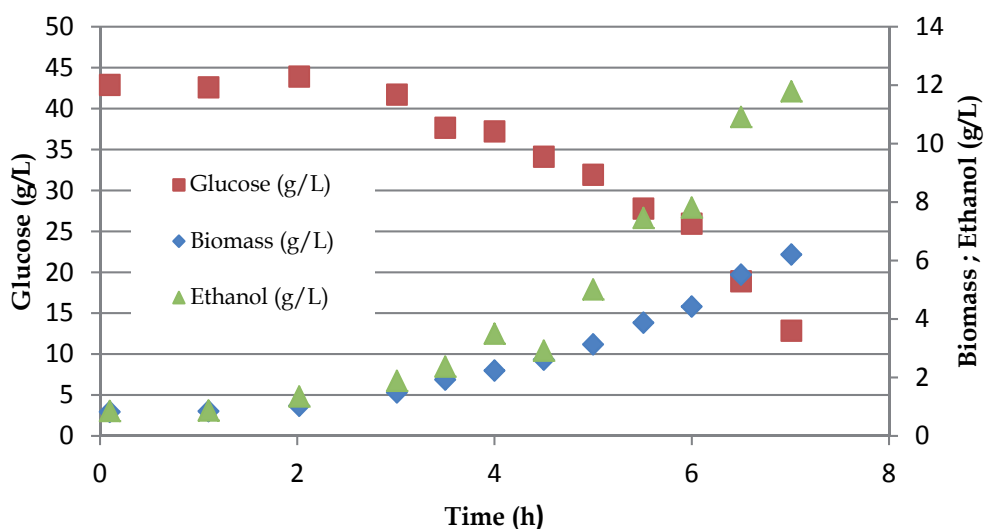 50
45
40
35
30
25
20
15
10
5
0
Glucose (g/L)
Glucose (g/L)
Biomass (g/L)
Ethanol (g/L)
14
12
10
8
6
4
2
0
Biomass ; Ethanol (g/L)
0 2 4 6 8
Time (h)